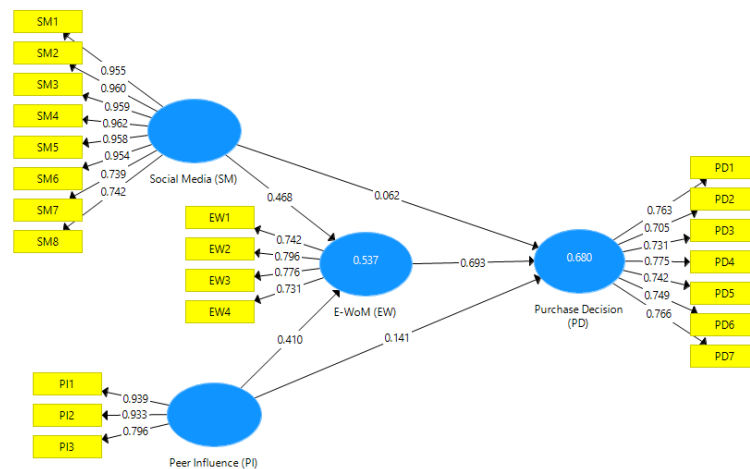 SM1
SM2
SM3
SM4
SM5
SM6
SM7
SM8
0.955
0.960
0.959
0.962
0.958
0.954
0.739
0.742
Social Media (SM)
0.468
0.062
EW1
EW2
EW3
EW4
0.742
0.796
0.776
0.731
0.537
E-WoM (EW)
0.693
0.410
0.141
PI1
PI2
PI3
0.939
0.933
0.796
Peer Influence (PI)
0.680
Purchase Decision
(PD)
0.763
0.705
0.731
0.775
0.742
0.749
0.766
PD1
PD2
PD3
PD4
PD5
PD6
PD7